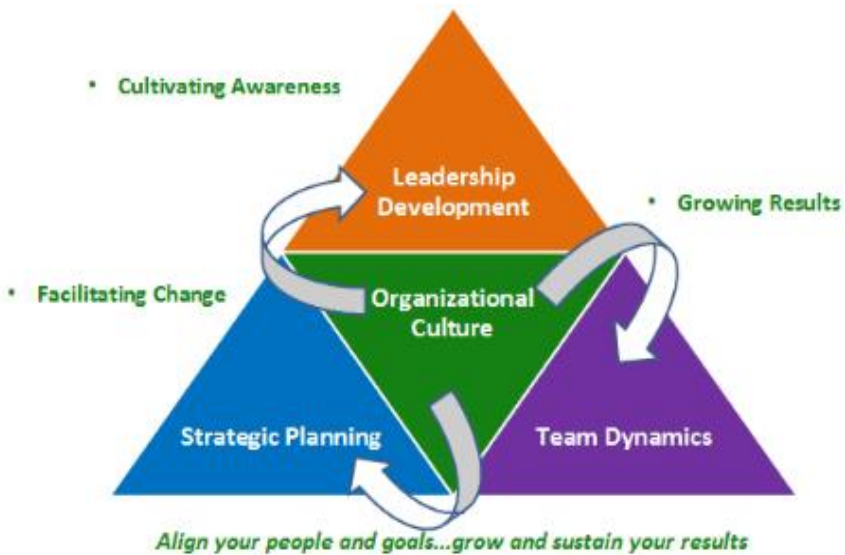 • Cultivating Awareness
Leadership
Development
• Growing Results
• Facilitating Change
Organizational
Culture
Strategic Planning
Team Dynamics
Align your people and goals...grow and sustain your results